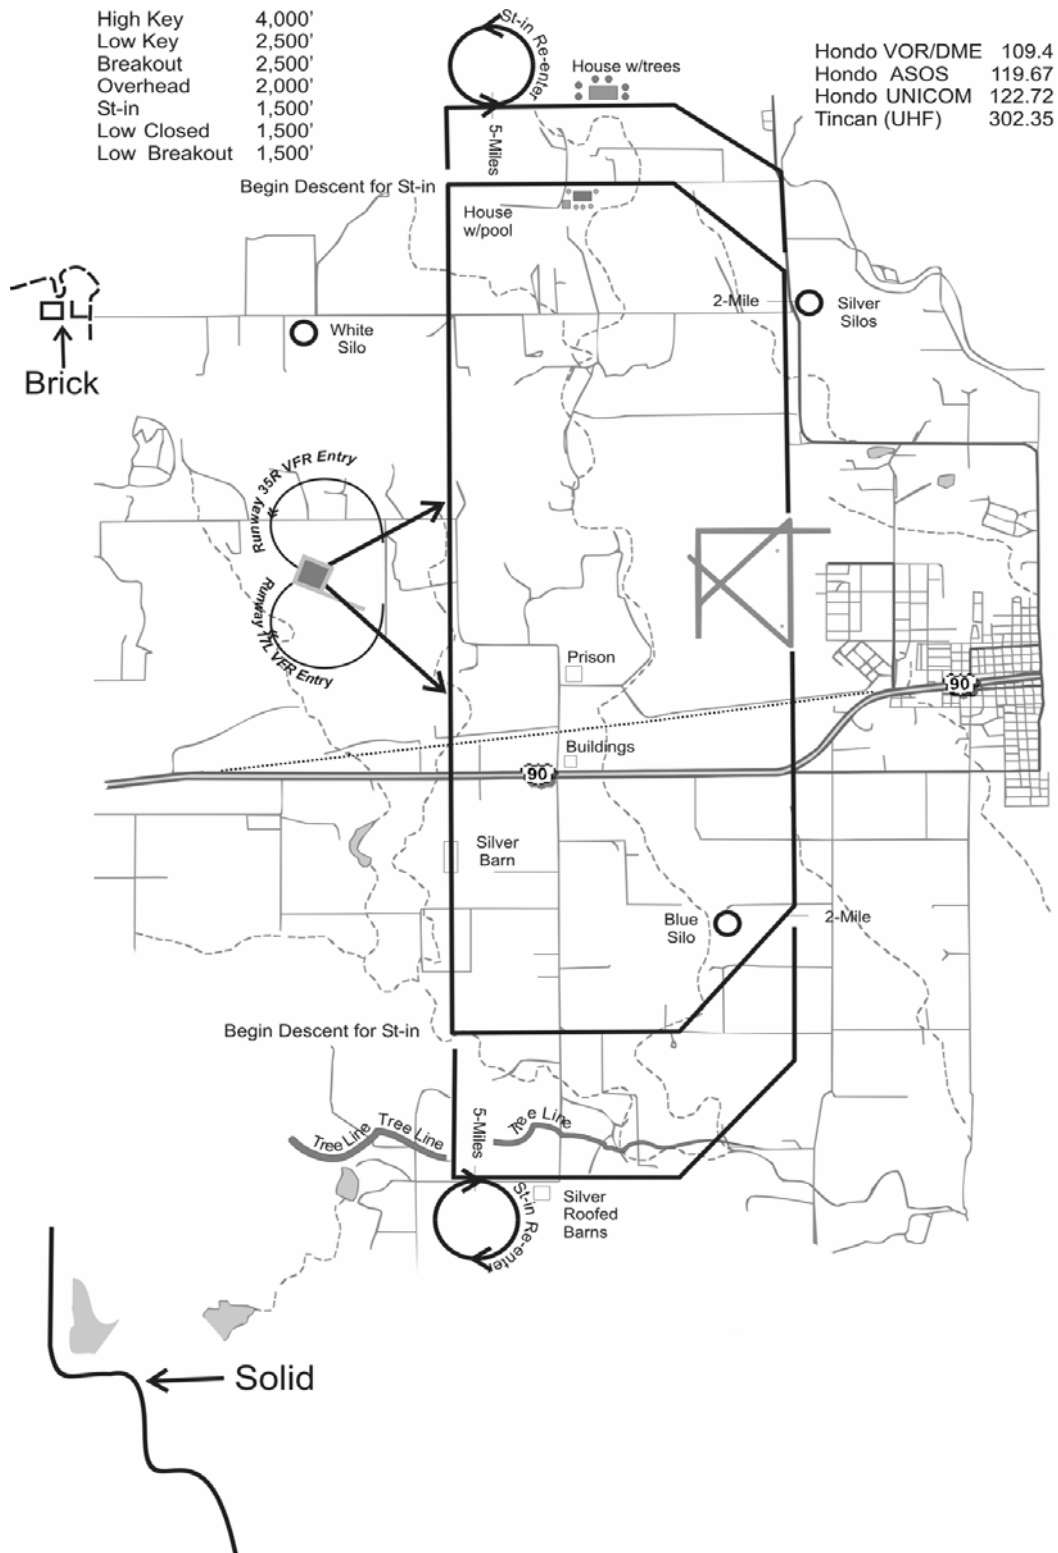 High Key 4,000'
Low Key 2,500'
Breakout 2,500'
Overhead 2,000'
St-in 1,500'
Low Closed 1,500'
Low Breakout 1,500'
St-in Re-enter
House w/trees
Hondo VOR/DME 109.4
Hondo ASOS 119.67
Hondo UNICOM 122.72
Tincan (UHF) 302.35
5-Miles
Begin Descent for St-in
House
w/pool
2-Mile
Silver
Silos
White
Silo
Brick
Runway 35R VFR Entry
Runway 17L VFR Entry
Prison
90
Buildings
90
Silver
Barn
Blue
Silo
2-Mile
Begin Descent for St-in
Tree Line
Tree Line
5-Miles
Tree Line
St-in Re-enter
Silver
Roofed
Barns
Solid